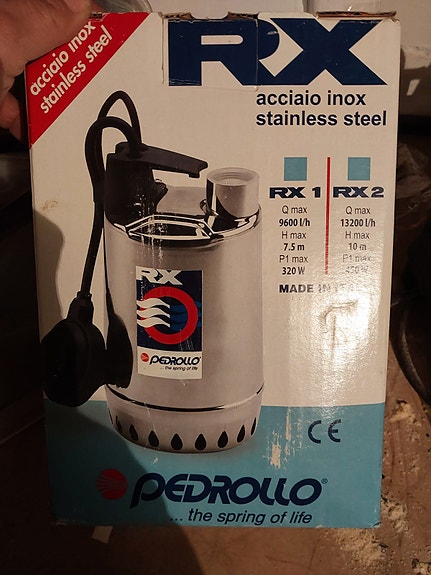 acciaio inox
stainless steel
RX
acciaio inox
stainless steel
RX 1
Q max
9600 l/h
H max
7.5 m
P1 max
320 W
RX 2
Q max
13200 l/h
H max
10 m
P1 max
MADE IN
RX
PEDROLLO
... the spring of life
CE
PEDROLLO®
... the spring of life